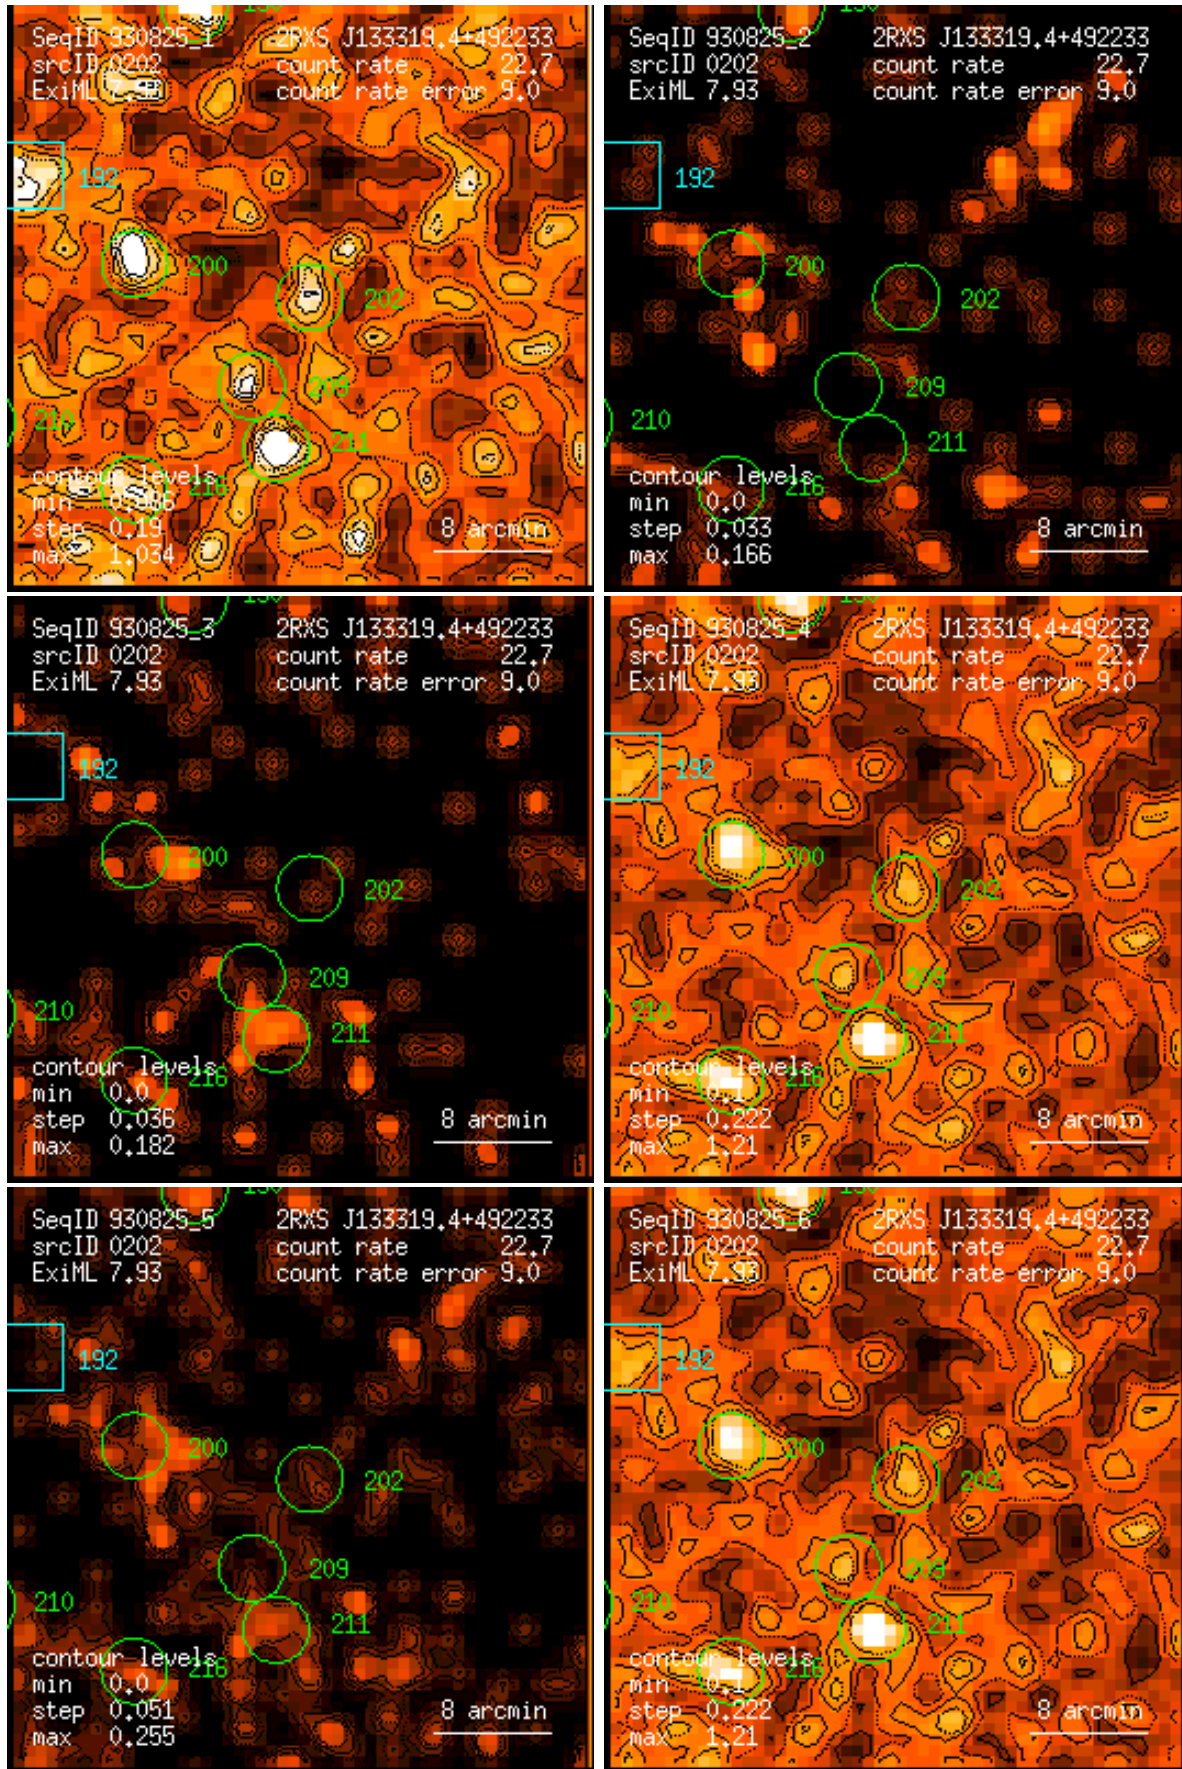 SeqID 930825_1 2RXS J133319.4+492233
srcID 0202 count rate 22.7
ExiML 7.93 count rate error 9.0
192
200
202
209
210
211
contour levels
216
min
step 0.19
max 1.034
8 arcmin
SeqID 930825_2 2RXS J133319.4+492233
srcID 0202 count rate 22.7
ExiML 7.93 count rate error 9.0
192
200
202
209
210
211
contour levels
216
min 0.0
step 0.033
max 0.166
8 arcmin
SeqID 930825_3 2RXS J133319.4+492233
srcID 0202 count rate 22.7
ExiML 7.93 count rate error 9.0
192
200
202
209
210
211
contour levels
216
min 0.0
step 0.036
max 0.182
8 arcmin
SeqID 930825_4 2RXS J133319.4+492233
srcID 0202 count rate 22.7
ExiML 7.93 count rate error 9.0
192
200
202
209
210
211
contour levels
216
min 0.1
step 0.222
max 1.21
8 arcmin
SeqID 930825_5 2RXS J133319.4+492233
srcID 0202 count rate 22.7
ExiML 7.93 count rate error 9.0
192
200
202
209
210
211
contour levels
216
min 0.0
step 0.051
max 0.255
8 arcmin
SeqID 930825_6 2RXS J133319.4+492233
srcID 0202 count rate 22.7
ExiML 7.93 count rate error 9.0
192
200
202
209
210
211
contour levels
216
min 0.1
step 0.222
max 1.21
8 arcmin